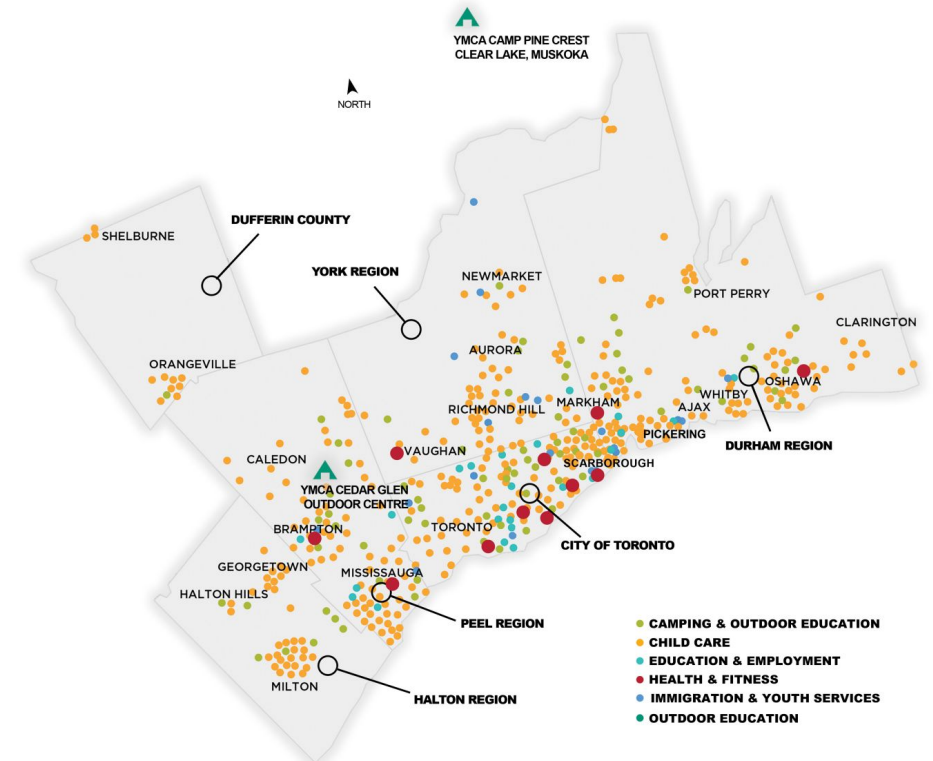 YMCA CAMP PINE CREST
CLEAR LAKE, MUSKOKA
NORTH
DUFFERIN COUNTY
SHELBURNE
YORK REGION
NEWMARKET
PORT PERRY
CLARINGTON
ORANGEVILLE
AURORA
OSHAWA
WHITBY
RICHMOND HILL
MARKHAM
AJAX
PICKERING
DURHAM REGION
VAUGHAN
CALEDON
SCARBOROUGH
YMCA CEDAR GLEN
OUTDOOR CENTRE
BRAMPTON
TORONTO
CITY OF TORONTO
GEORGETOWN
MISSISSAUGA
HALTON HILLS
PEEL REGION
MILTON
HALTON REGION
CAMPING & OUTDOOR EDUCATION
CHILD CARE
EDUCATION & EMPLOYMENT
HEALTH & FITNESS
IMMIGRATION & YOUTH SERVICES
OUTDOOR EDUCATION